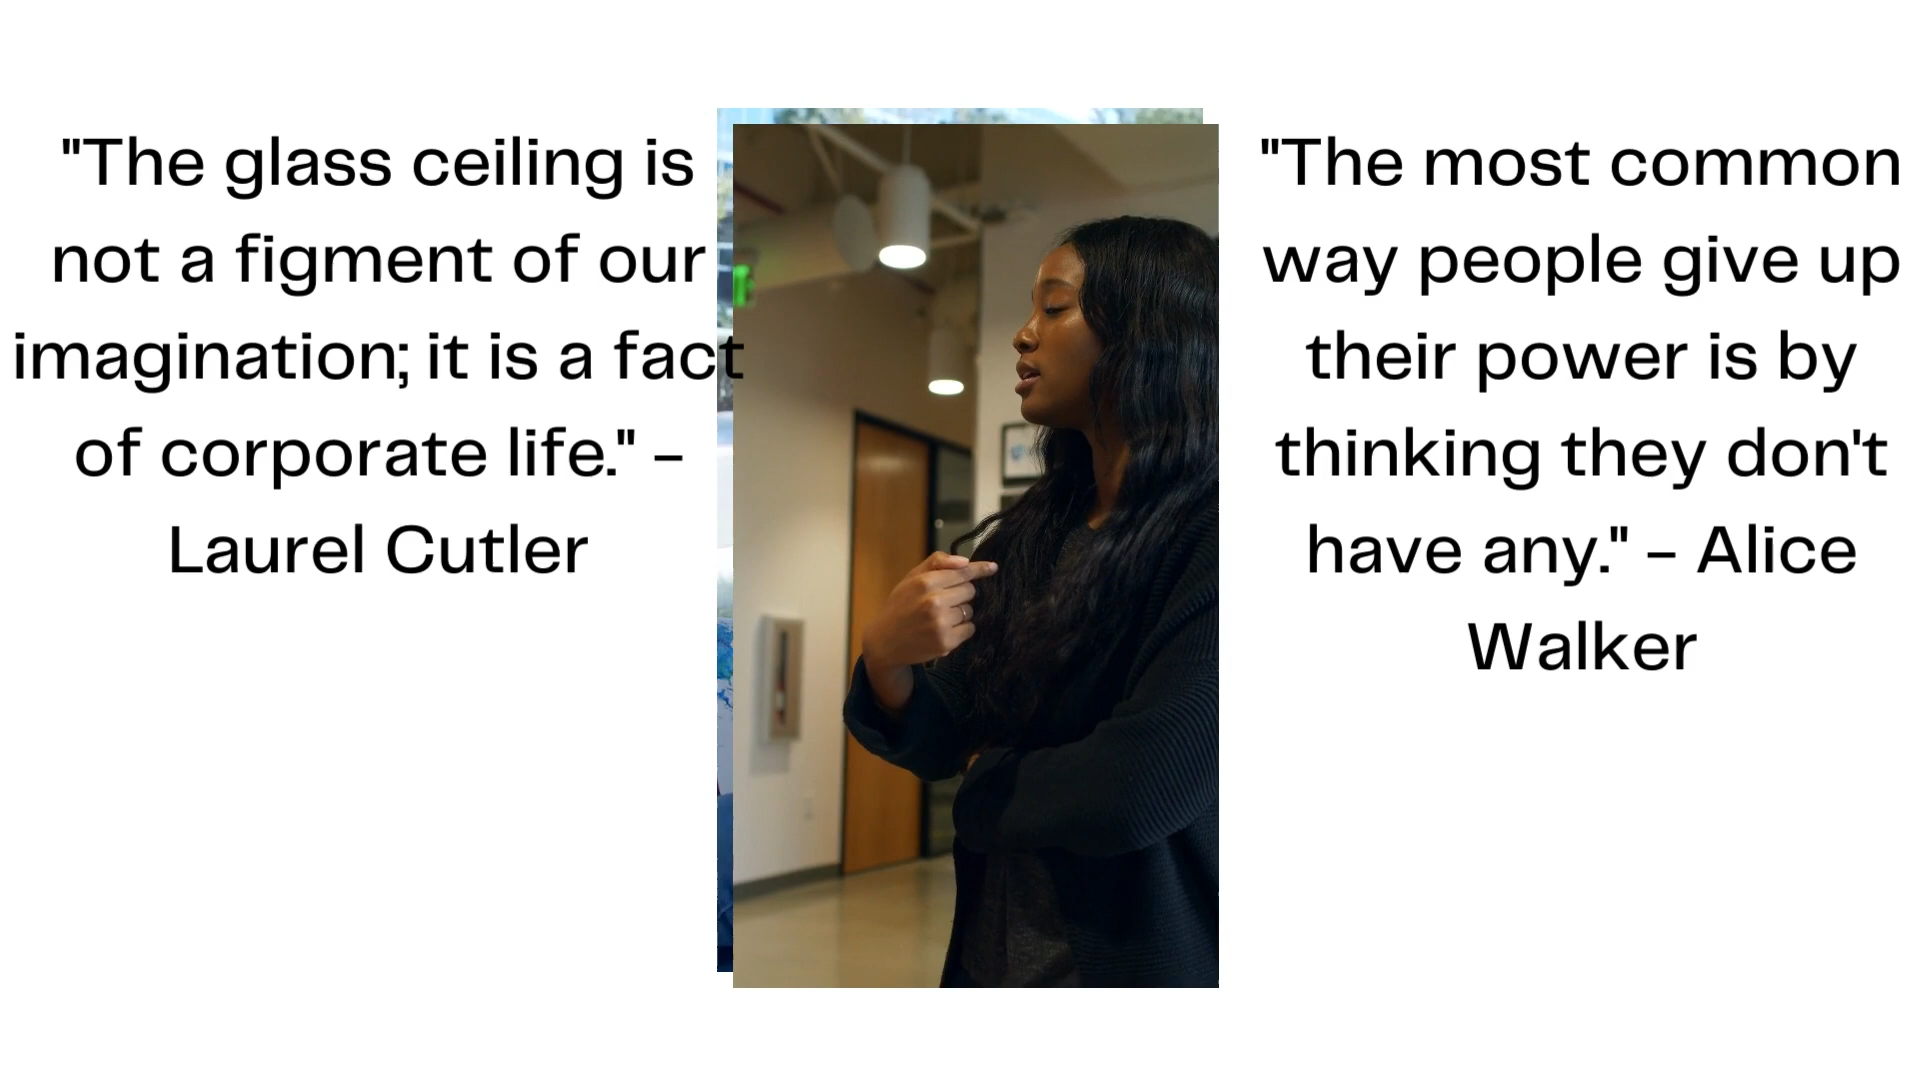 "The glass ceiling is
not a figment of our
imagination; it is a fact
of corporate life." –
Laurel Cutler
"The most common
way people give up
their power is by
thinking they don't
have any." – Alice
Walker